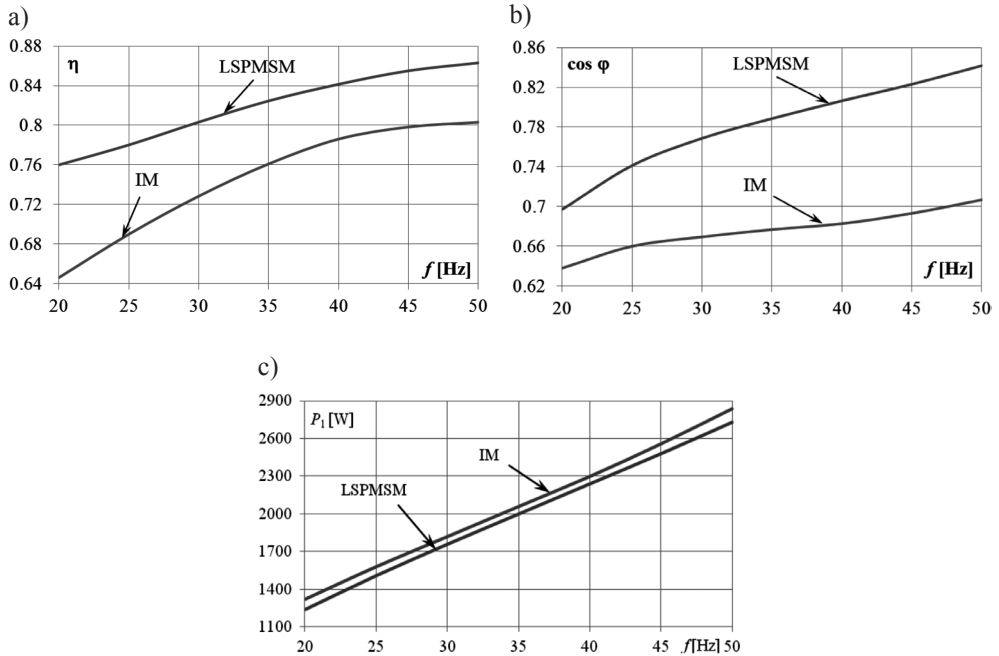 a)
0.88
0.84
0.8
0.76
0.72
0.68
0.64
η
LSPMSM
IM
f [Hz]
20 25 30 35 40 45 50
b)
0.86
0.82
0.78
0.74
0.7
0.66
0.62
cos φ
LSPMSM
IM
f [Hz]
20 25 30 35 40 45 50
c)
2900
2600
2300
2000
1700
1400
1100
P1 [W]
IM
LSPMSM
20 25 30 35 40 45 f[Hz] 50